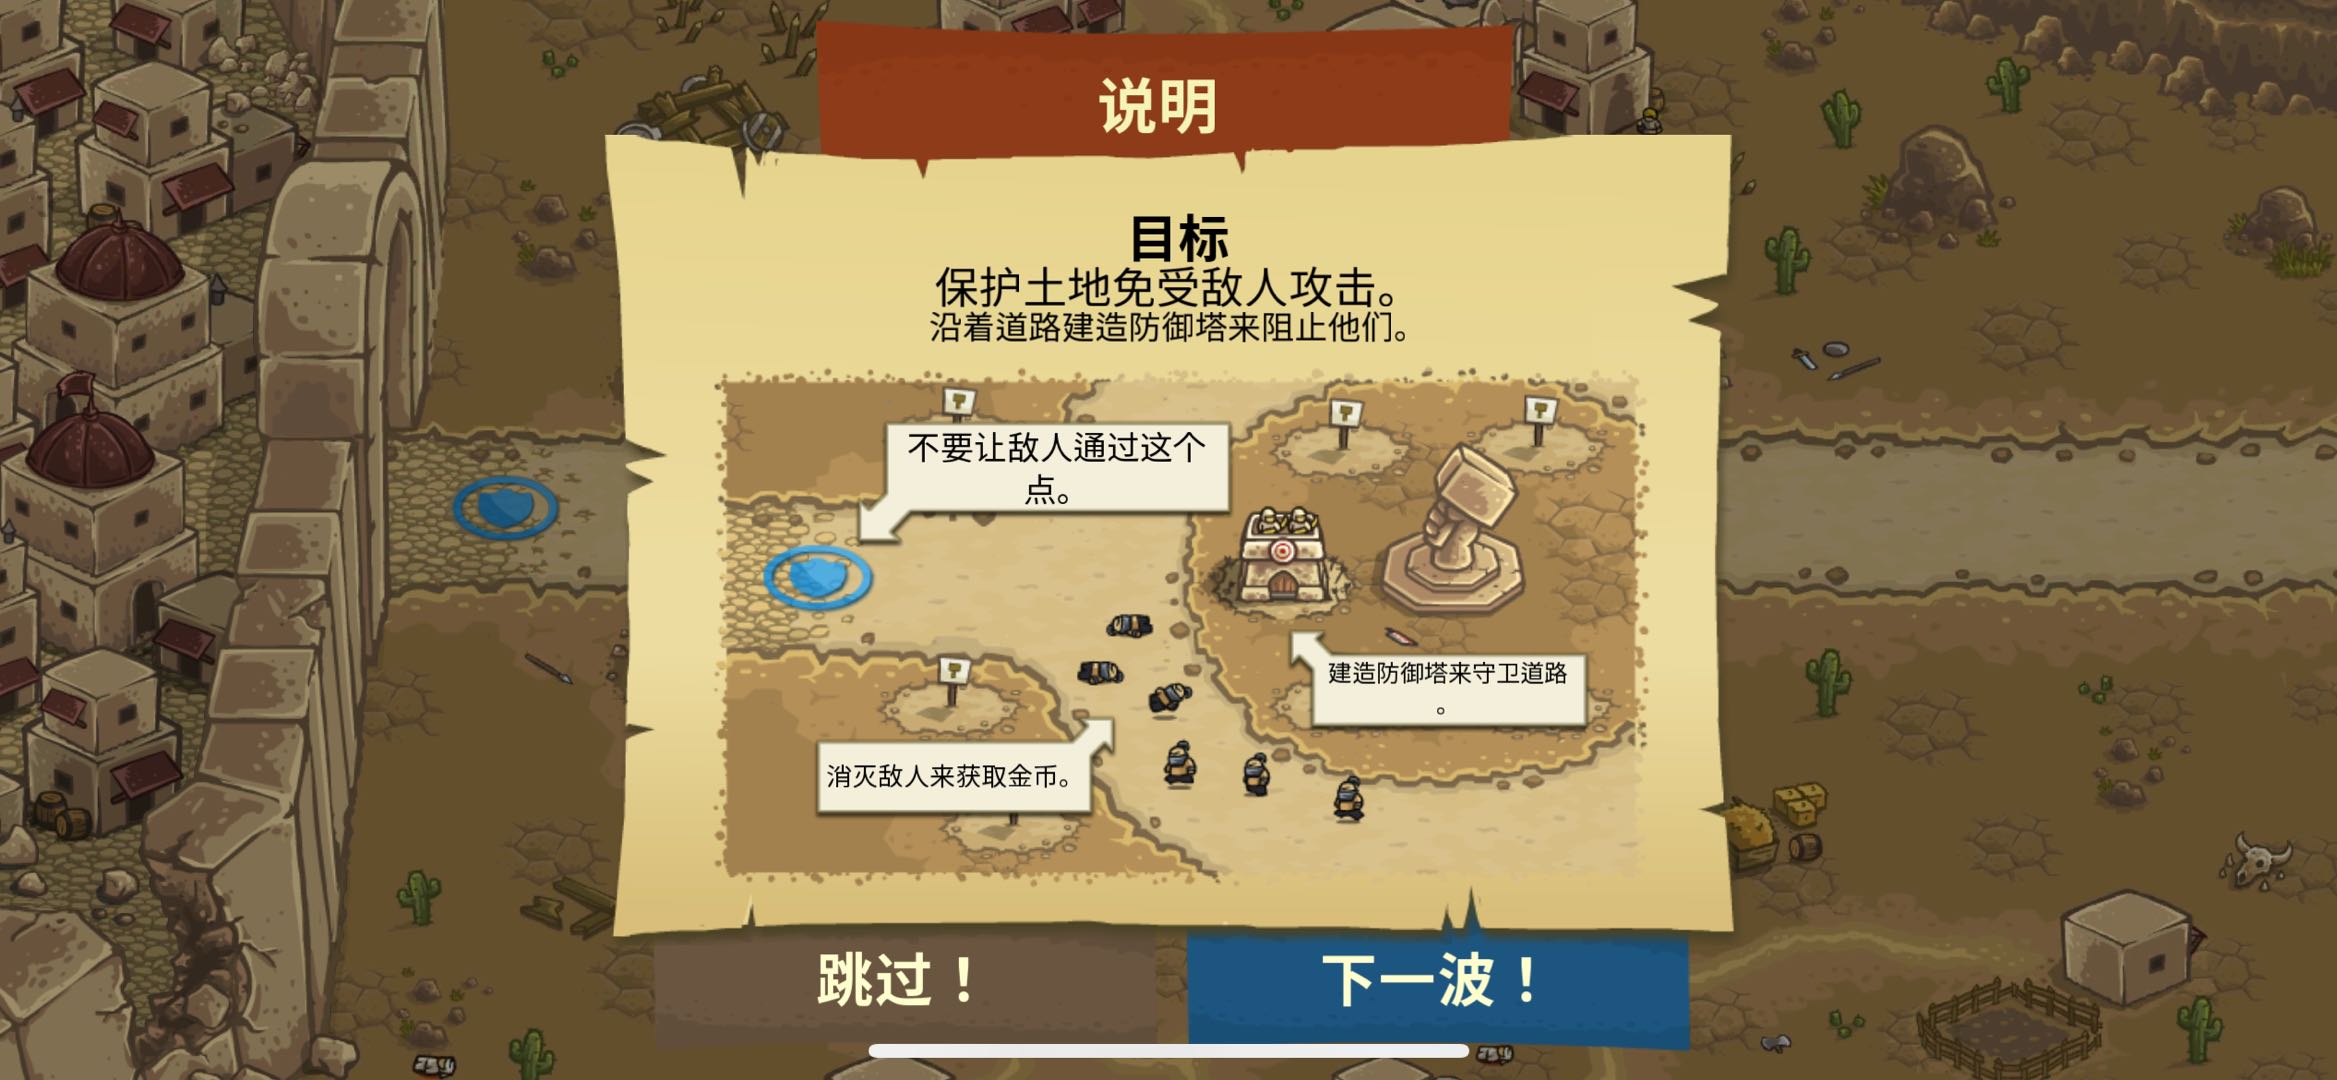 说明
目标
保护土地免受敌人攻击。
沿着道路建造防御塔来阻止他们。
不要让敌人通过这个
点。
建造防御塔来守卫道路
。
消灭敌人来获取金币。
跳过！
下一波！